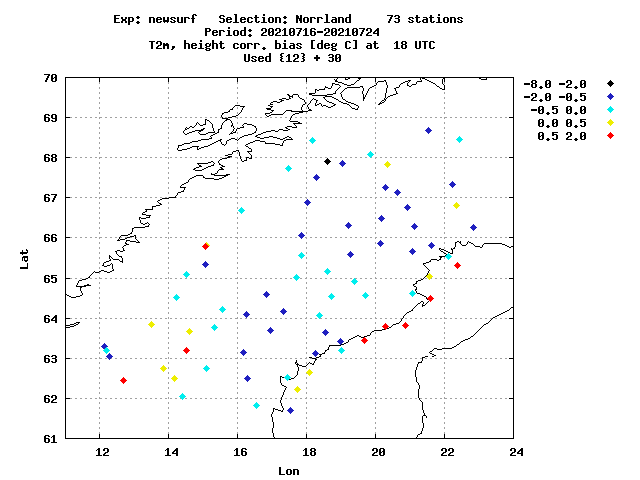 Exp: newsurf   Selection: Norrland     73 stations
Period: 20210716-20210724
T2m, height corr. bias [deg C] at  18 UTC
Used {12} + 30
-8.0 -2.0
-2.0 -0.5
-0.5 0.0
0.0 0.5
0.5 2.0
70
69
68
67
66
65
64
63
62
61
Lat
12 14 16 18 20 22 24
Lon